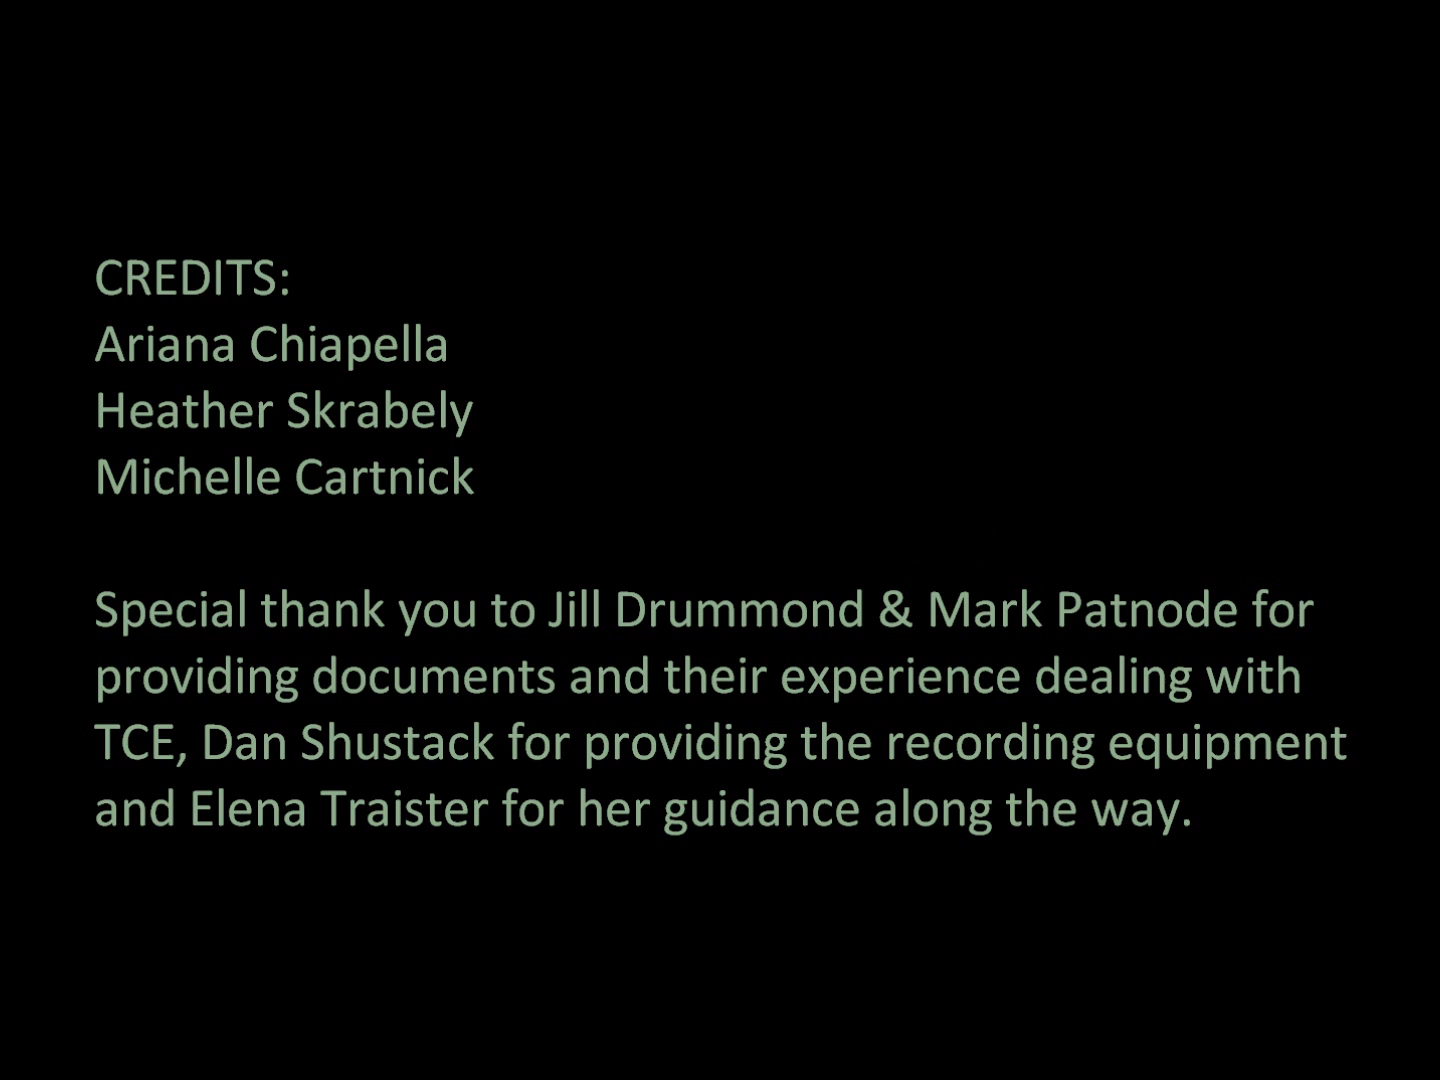 CREDITS:
Ariana Chiapella
Heather Skrabely
Michelle Cartnick
Special thank you to Jill Drummond & Mark Patnode for
providing documents and their experience dealing with
TCE, Dan Shustack for providing the recording equipment
and Elena Traister for her guidance along the way.